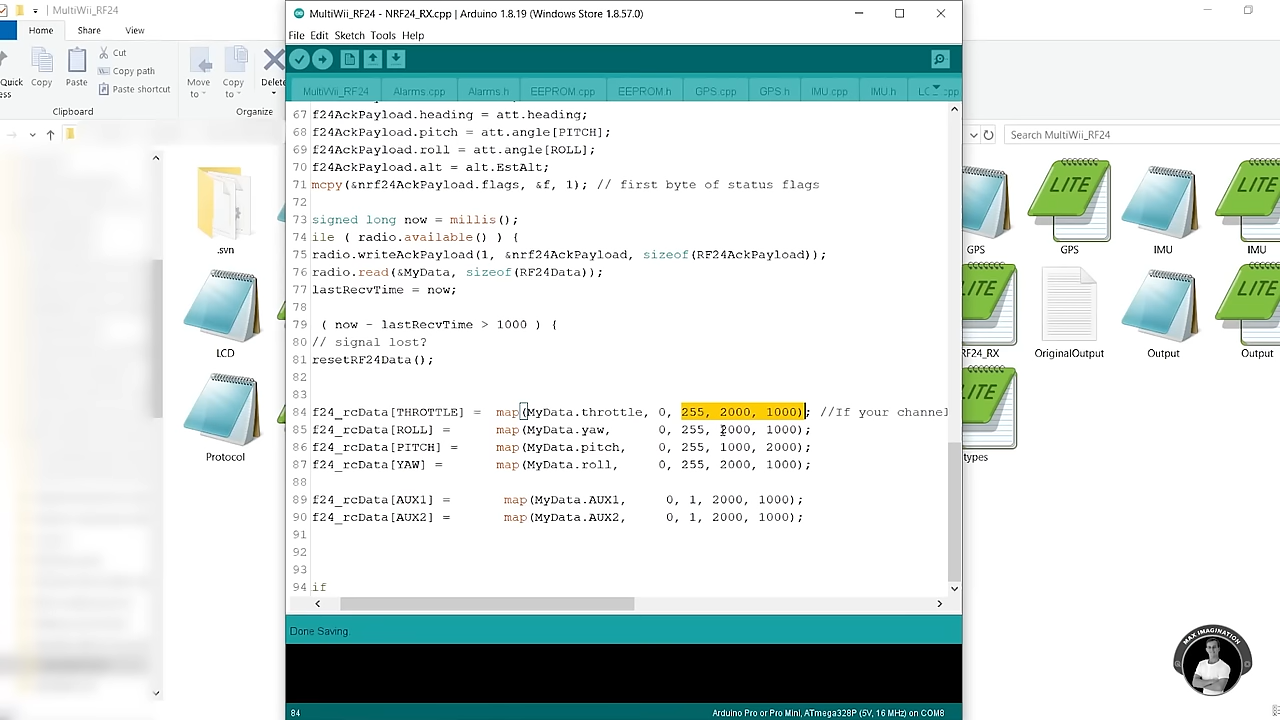 MultiWii_RF24
MultiWii_RF24 - NRF24_RX.cpp | Arduino 1.8.19 (Windows Store 1.8.57.0)
Home Share View
File Edit Sketch Tools Help
Cut
Copy path
Paste shortcut
Copy Paste
Move to Copy to Delete
Clipboard Organize
MultiWii_RF24 Alarms.cpp Alarms.h EEPROM.cpp EEPROM.h GPS.cpp GPS.h IMU.cpp IMU.h
Search MultiWii_RF24
67 f24AckPayload.heading = att.heading;
68 f24AckPayload.pitch = att.angle[PITCH];
69 f24AckPayload.roll = att.angle[ROLL];
70 f24AckPayload.alt = alt.EstAlt;
71 mcpy(&nrf24AckPayload.flags, &f, 1); // first byte of status flags
72
73 signed long now = millis();
74 ile ( radio.available() ) {
75 radio.writeAckPayload(1, &nrf24AckPayload, sizeof(RF24AckPayload));
76 radio.read(&MyData, sizeof(RF24Data));
77 lastRecvTime = now;
78
79 ( now - lastRecvTime > 1000 ) {
80 // signal lost?
81 resetRF24Data();
82
83
84 f24_rcData[THROTTLE] = map(MyData.throttle, 0, 255, 2000, 1000); //If your channel
85 f24_rcData[ROLL] = map(MyData.yaw, 0, 255, 2000, 1000);
86 f24_rcData[PITCH] = map(MyData.pitch, 0, 255, 1000, 2000);
87 f24_rcData[YAW] = map(MyData.roll, 0, 255, 2000, 1000);
88
89 f24_rcData[AUX1] = map(MyData.AUX1, 0, 1, 2000, 1000);
90 f24_rcData[AUX2] = map(MyData.AUX2, 0, 1, 2000, 1000);
91
92
93
94 if
.svn
LCD
Protocol
LITE LITE
GPS GPS IMU IMU
LITE LITE
RF24_RX OriginalOutput Output Output
LITE
types
Done Saving.
84 Arduino Pro or Pro Mini, ATmega328P (5V, 16 MHz) on COM8
MAX IMAGINATION